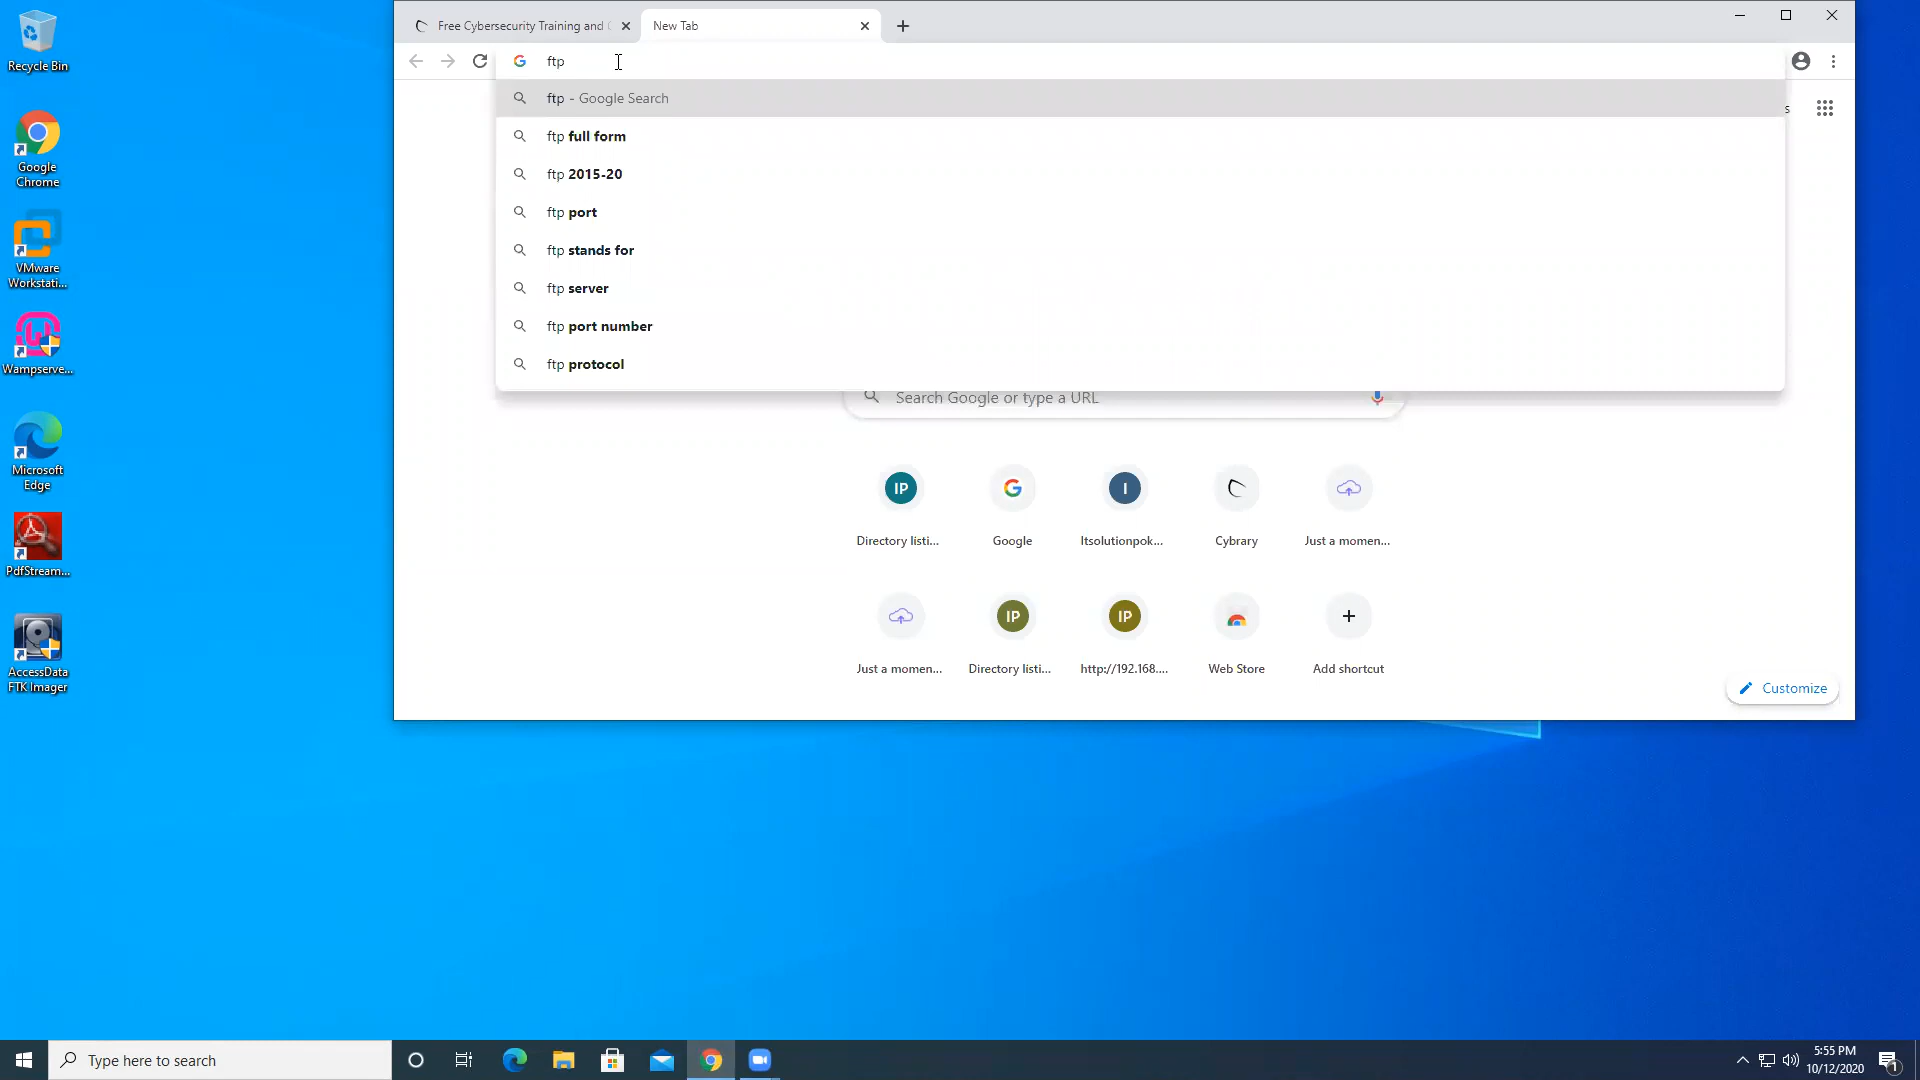 Recycle Bin
Google
Chrome
VMware
Workstati...
Wampserve...
Microsoft
Edge
PdfStream...
AccessData
FTK Imager
Free Cybersecurity Training and
New Tab
ftp
ftp - Google Search
ftp full form
ftp 2015-20
ftp port
ftp stands for
ftp server
ftp port number
ftp protocol
s
Search Google or type a URL
IP
I
Directory listi...
Google
Itsolutionpok...
Cybrary
Just a momen...
IP
IP
Just a momen...
Directory listi...
http://192.168....
Web Store
Add shortcut
Customize
Type here to search
5:55 PM
10/12/2020
1